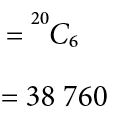 = ²⁰C₆
= 38 760